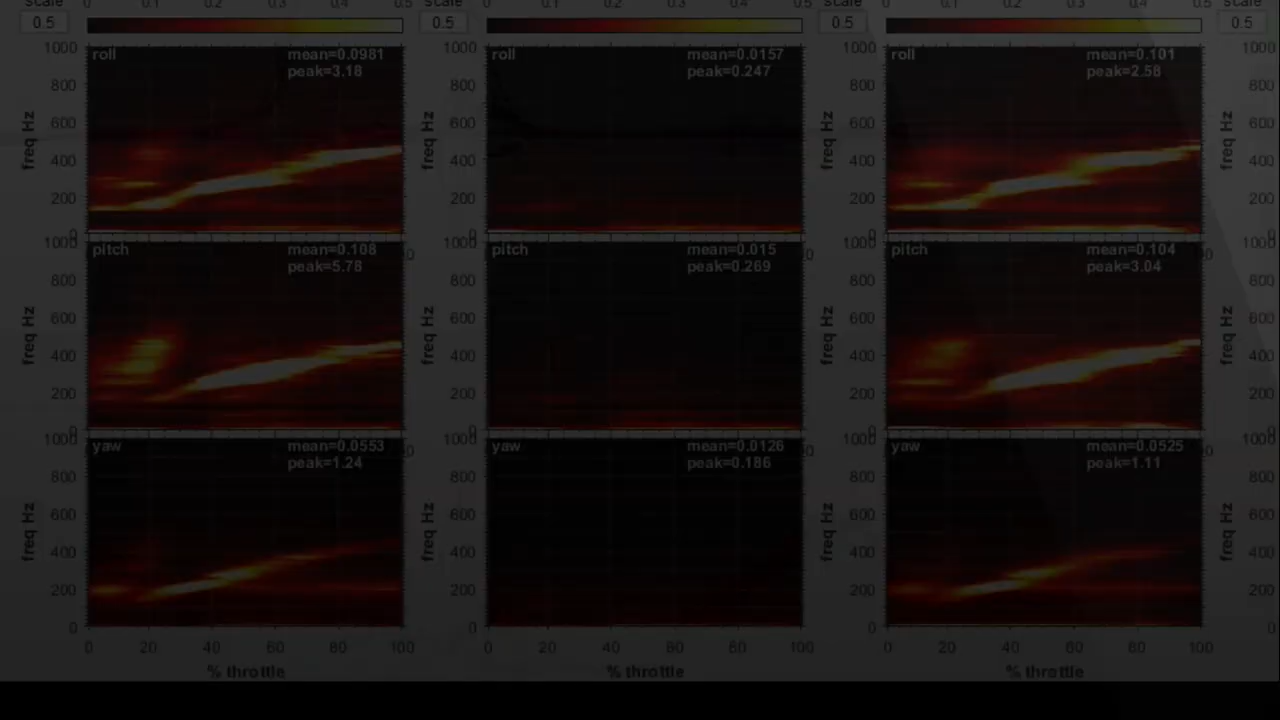 scale scale scale scale
0 0.1 0.2 0.3 0.4 0.5 0 0.1 0.2 0.3 0.4 0.5 0 0.1 0.2 0.3 0.4 0.5
0.5 0.5 0.5 0.5
1000 roll mean=0.0981 1000 roll mean=0.0157 1000 roll mean=0.101 1000
peak=3.18 peak=0.247 peak=2.58
800 800 800 800
600 600 600 600
freq Hz freq Hz freq Hz freq Hz
400 400 400 400
200 200 200 200
0 0 0 0
1000 pitch mean=0.108 1000 pitch mean=0.015 1000 pitch mean=0.104 1000
peak=5.78 peak=0.269 peak=3.04
800 800 800 800
600 600 600 600
freq Hz freq Hz freq Hz freq Hz
400 400 400 400
200 200 200 200
0 0 0 0
1000 yaw mean=0.0553 1000 yaw mean=0.0126 1000 yaw mean=0.0525 1000
peak=1.24 peak=0.186 peak=1.11
800 800 800 800
600 600 600 600
freq Hz freq Hz freq Hz freq Hz
400 400 400 400
200 200 200 200
0 0 0 0
0 20 40 60 80 100 0 20 40 60 80 100 0 20 40 60 80 100
% throttle % throttle % throttle